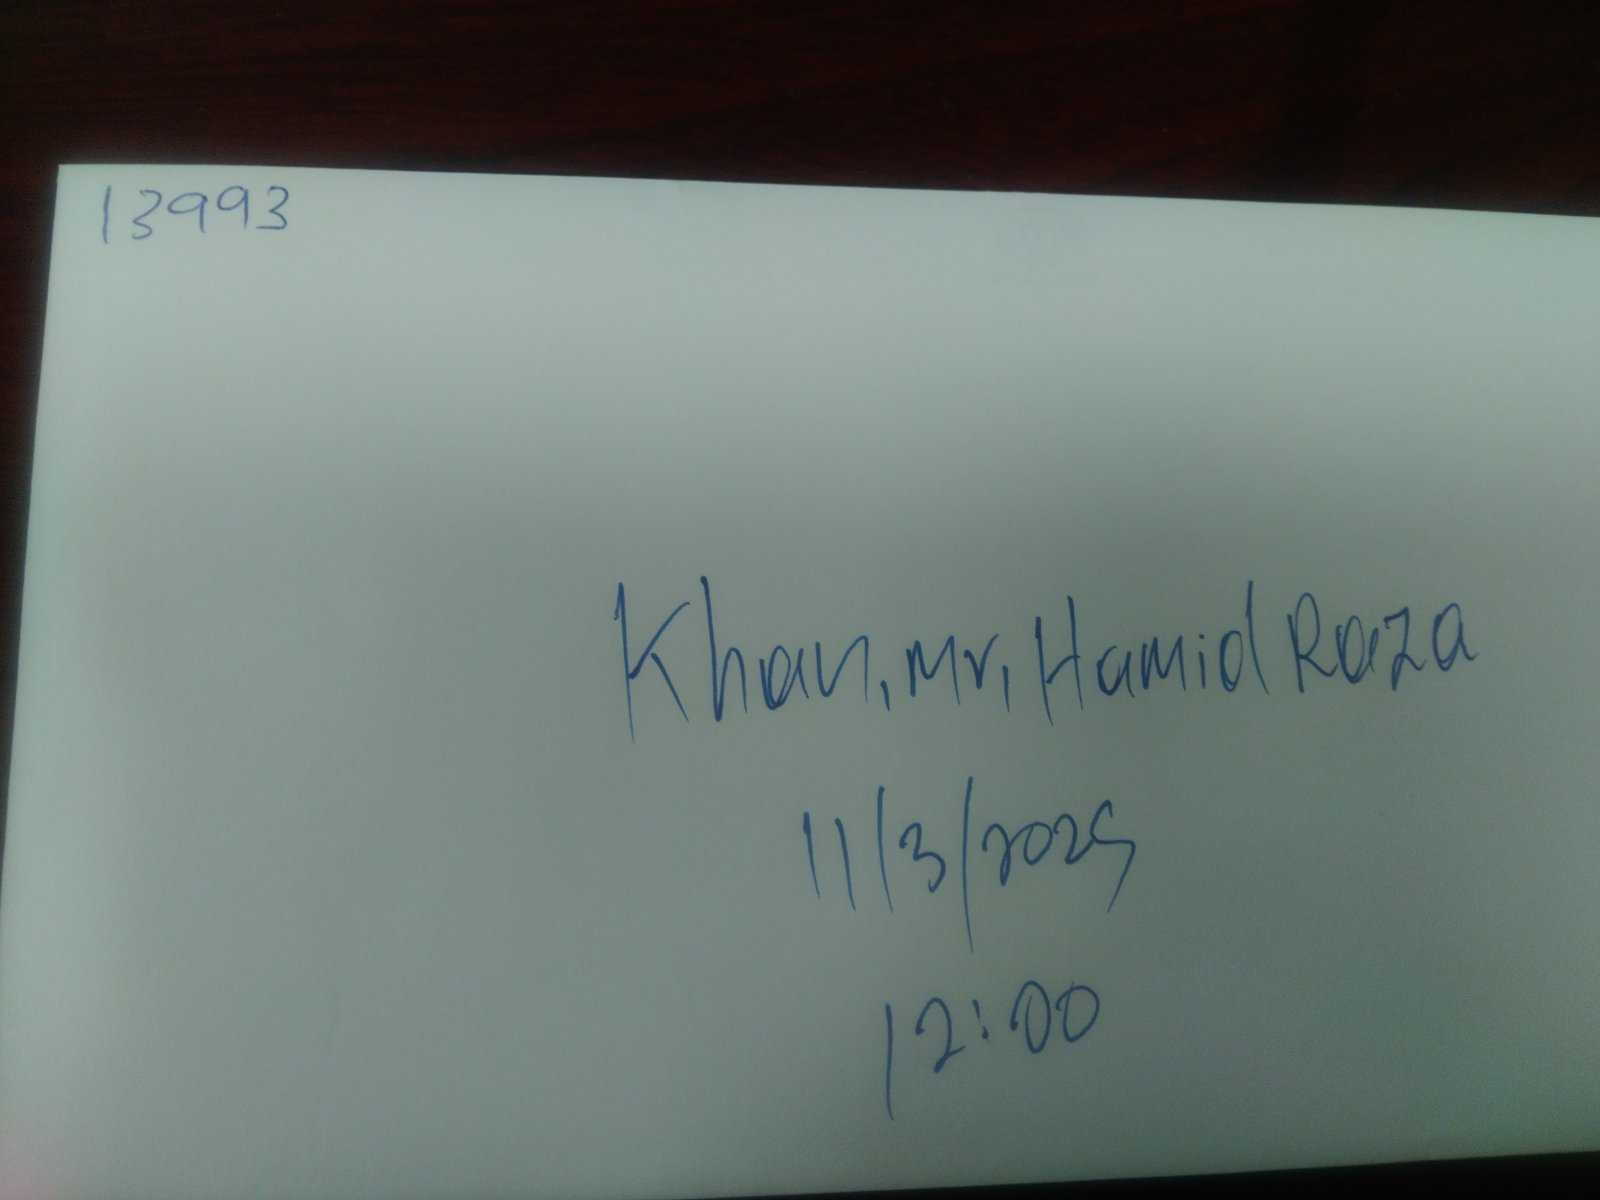 13993
Khan, Mr, Hamid Raza
11/3/2025
12:00